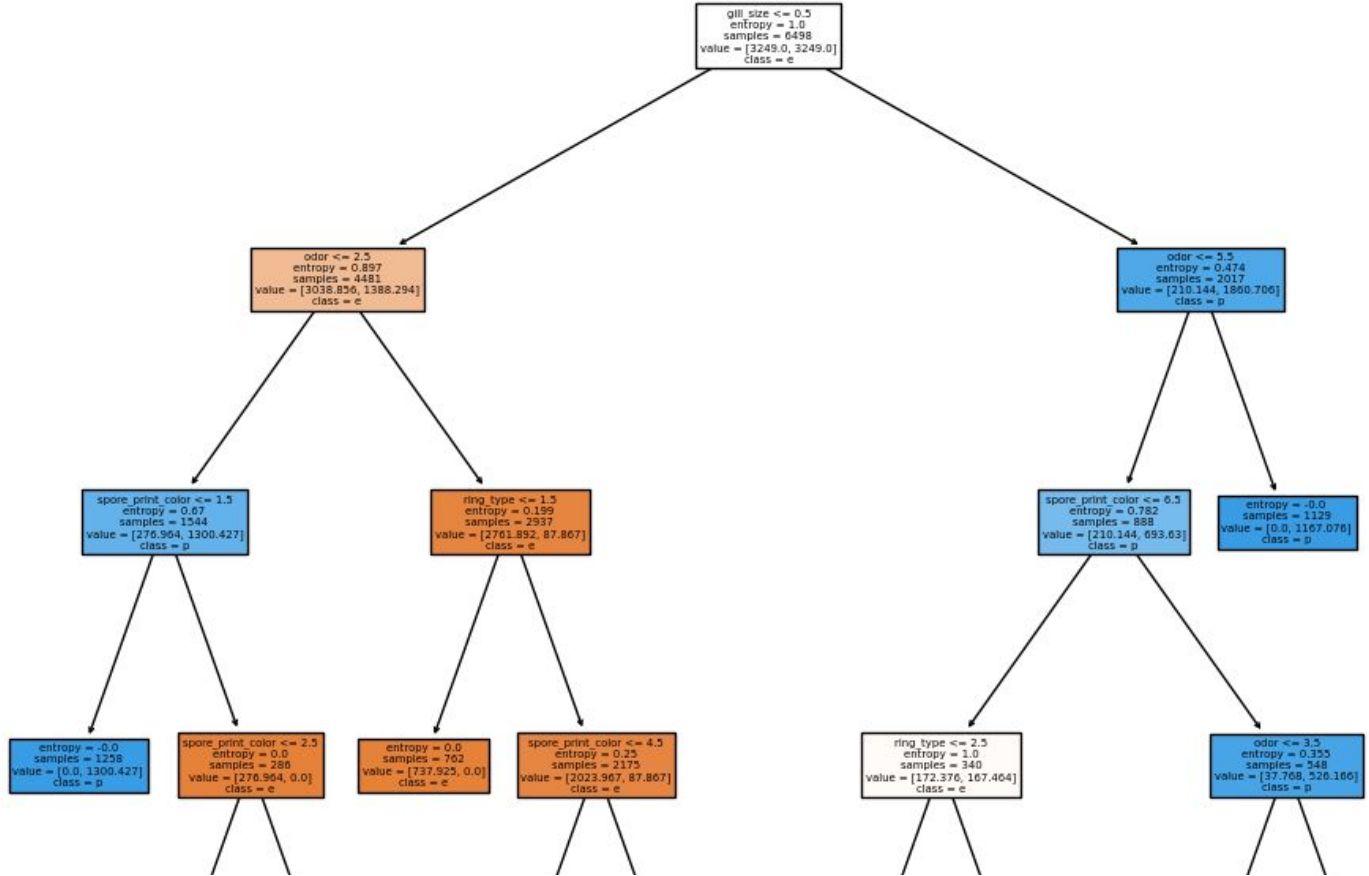 gill_size <= 0.5
entropy = 1.0
samples = 6498
value = [3249.0, 3249.0]
class = e
odor <= 2.5
entropy = 0.897
samples = 4481
value = [3038.856, 1388.294]
class = e
odor <= 5.5
entropy = 0.474
samples = 2017
value = [210.144, 1860.706]
class = p
spore_print_color <= 1.5
entropy = 0.67
samples = 1544
value = [276.964, 1300.427]
class = p
ring_type <= 1.5
entropy = 0.199
samples = 2937
value = [2761.892, 87.867]
class = e
spore_print_color <= 6.5
entropy = 0.782
samples = 888
value = [210.144, 693.63]
class = p
entropy = -0.0
samples = 1129
value = [0.0, 1167.076]
class = p
entropy = -0.0
samples = 1258
value = [0.0, 1300.427]
class = p
spore_print_color <= 2.5
entropy = 0.0
samples = 286
value = [276.964, 0.0]
class = e
entropy = 0.0
samples = 762
value = [737.925, 0.0]
class = e
spore_print_color <= 4.5
entropy = 0.25
samples = 2175
value = [2023.967, 87.867]
class = e
ring_type <= 2.5
entropy = 1.0
samples = 340
value = [172.376, 167.464]
class = e
odor <= 3.5
entropy = 0.355
samples = 548
value = [37.768, 526.166]
class = p